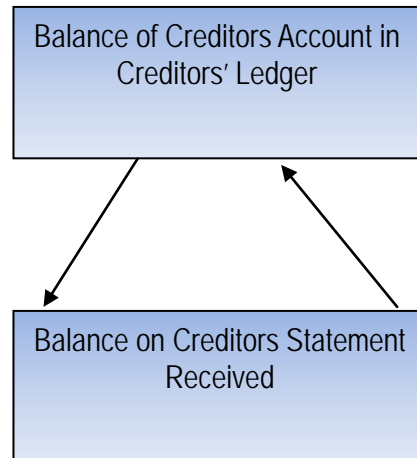 Balance of Creditors Account in
Creditors’ Ledger
Balance on Creditors Statement
Received